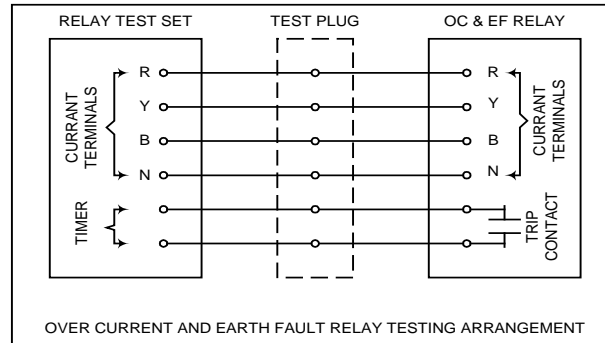 RELAY TEST SET
TEST PLUG
OC & EF RELAY
CURRANT
TERMINALS
R
Y
B
N
TIMER
R
Y
B
N
CURRANT
TERMINALS
TRIP
CONTACT
OVER CURRENT AND EARTH FAULT RELAY TESTING ARRANGEMENT